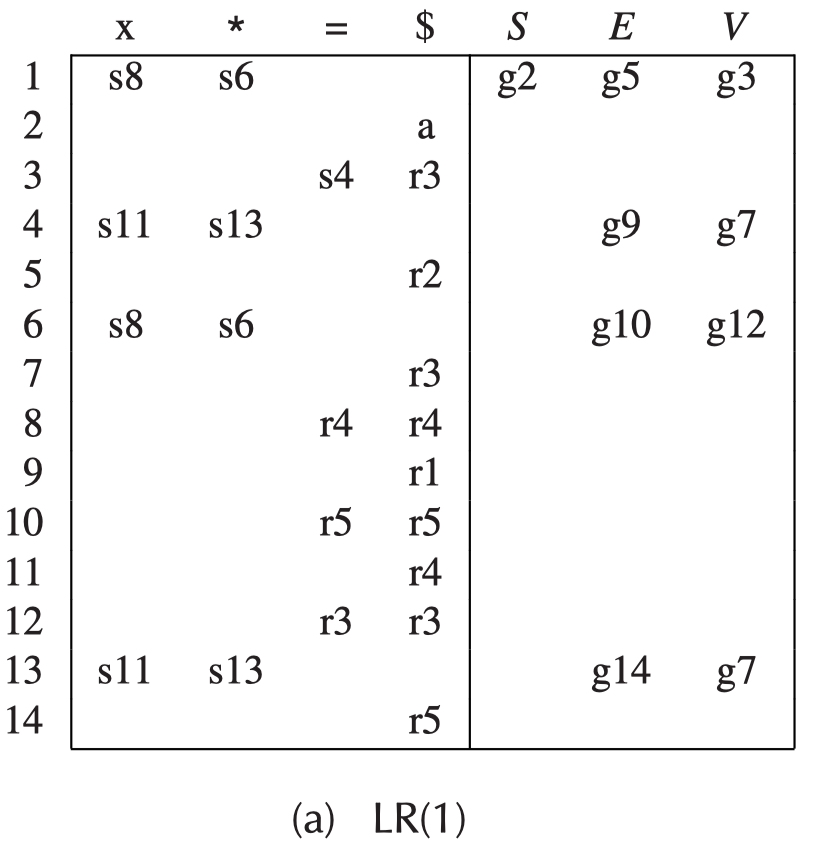 x * = $ S E V
1 s8 s6 g2 g5 g3
2 a
3 s4 r3
4 s11 s13 g9 g7
5 r2
6 s8 s6 g10 g12
7 r3
8 r4 r4
9 r1
10 r5 r5
11 r4
12 r3 r3
13 s11 s13 g14 g7
14 r5
(a) LR(1)